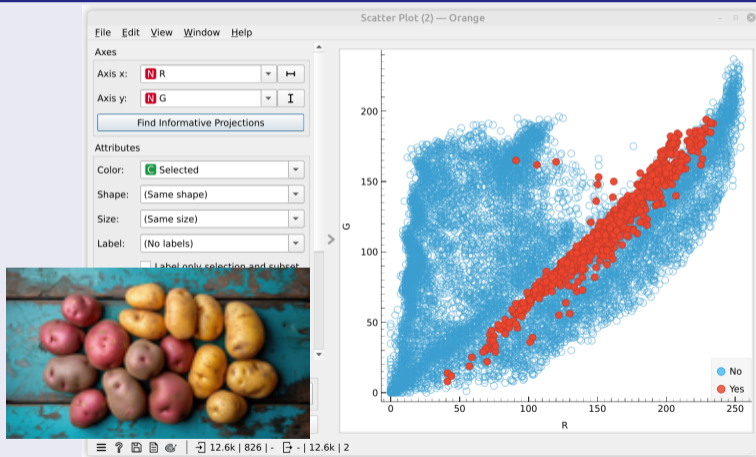 Scatter Plot (2) — Orange
File Edit View Window Help
Axes
Axis x: N R
Axis y: N G
Find Informative Projections
Attributes
Color: C Selected
Shape: (Same shape)
Size: (Same size)
Label: (No labels)
Label only selection and subset
G
200
150
100
50
0
0 50 100 150 200 250
R
No
Yes
12.6k | 826 | - - | 12.6k | 2